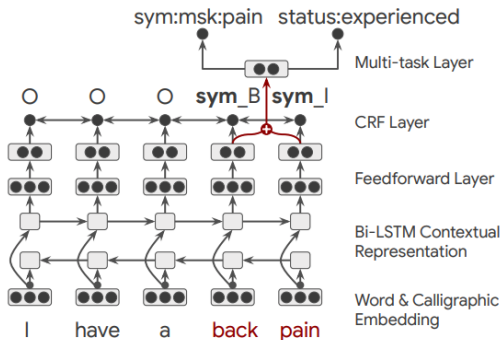 sym:msk:pain status:experienced
Multi-task Layer
O O O sym_B sym_I
CRF Layer
Feedforward Layer
Bi-LSTM Contextual
Representation
Word & Calligraphic
Embedding
I have a back pain